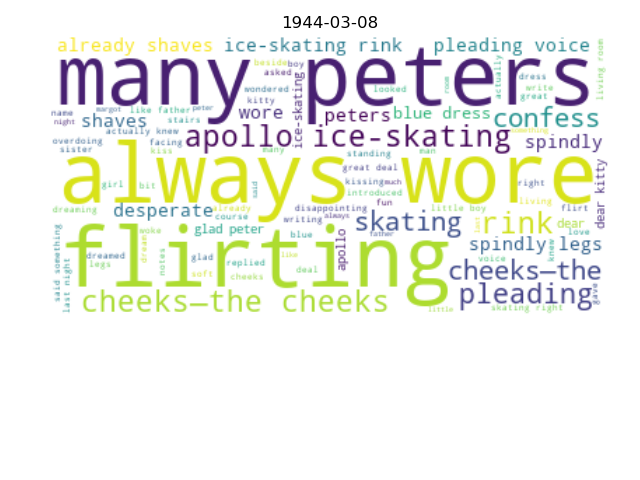 1944-03-08
already shaves ice-skating rink pleading voice
many peters
beside boy
asked
looked
actually
room
dress
write
great
living room
wondered
kitty
ice-skating
name
night
margot like father peter
wore
peters
blue dress
confess
shaves
actually knew
apollo ice-skating
something
spindly
overdoing
sister
facing
stairs
kiss
many
man
standing
great deal
always wore
dear kitty
girl bit
said
kissing much
introduced
right
living
dreaming
desperate
already
course
disappointing
writing always
fun
little boy
flirt
skating
rink
dear
love
said something
last night
flirting
dreamed
legs
dream
woke
notes
glad peter
glad
soft
replied
cheeks
blue
like
deal
apollo
father
last
voice
knew
spindly legs
cheeks—the
pleading
gave
cheeks—the cheeks
little
skating right